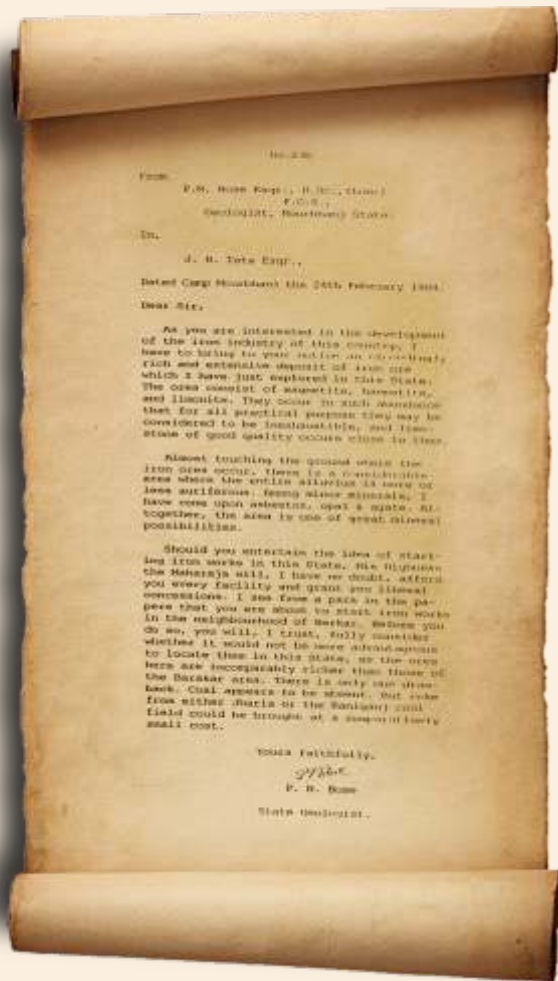 From
P.N. Bose Esqr., B.Sc., (Lond)
F.G.S.,
Geologist, Mourbhanj State.
To,
J. N. Tata Esqr.,
Dated Camp Mourbhanj the 24th February 1904.
Dear Sir,
As you are interested in the development
of the iron industry of this country, I
have to bring to your notice an exceedingly
rich and extensive deposit of iron ore
which I have just explored in this State.
The ores consist of magnetite, hematite,
and limonite. They occur in such abundance
that for all practical purpose they may be
considered to be inexhaustible, and lime-
stone of good quality occurs close to them.
Almost touching the ground where the
iron ores occur, there is a considerable
area where the entire alluvium is more or
less auriferous. Among minor minerals, I
have come upon asbestos, opal & agate. Al-
together, the area is one of great mineral
possibilities.
Should you entertain the idea of start-
ing iron works in this State, His Highness
the Maharaja will, I have no doubt, afford
you every facility and grant you liberal
concessions. I see from a para in the pa-
pers that you are about to start iron works
in the neighbourhood of Before you
do so, you will, I trust, fully consider
whether it would not be more advantageous
to locate them in this state, as the ores
here are incomparably richer than those of
the Barakar area. There is only one draw-
back. Coal appears to be absent. But coke
from either Jharia or the Raniganj coal
field could be brought at a comparatively
small cost.
Yours faithfully,
P. N. Bose
State Geologist.